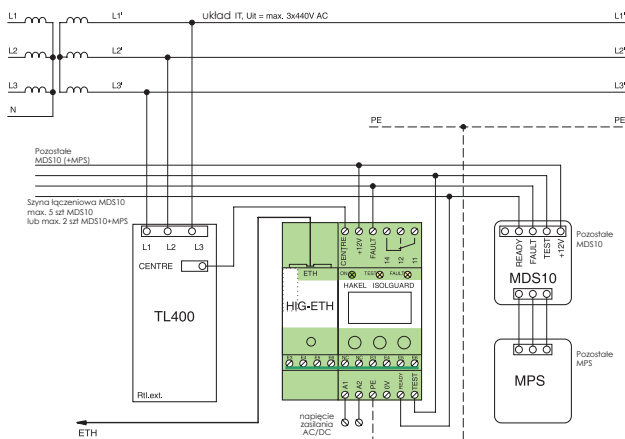 L1
L1'
układ IT, Uit = max. 3x440V AC
L1'
L2
L2'
L2'
L3
L3'
L3'
N
PE
PE
Pozostałe
MDS10 (+MPS)
Szyna łączeniowa MDS10
max. 5 szt MDS10
lub max. 2 szt MDS10+MPS
L1 L2 L3
CENTRE
TL400
Rtl.ext.
ETH
CENTRE
+12V
FAULT
14
12
11
ETH
ON TEST FAULT
HAKEL ISOLGUARD
HIG-ETH
A1
A2
PE
0V
READY
TEST
napięcie
zasilania
AC/DC
READY
FAULT
TEST
+12V
MDS10
Pozostałe
MDS10
MPS
Pozostałe
MPS